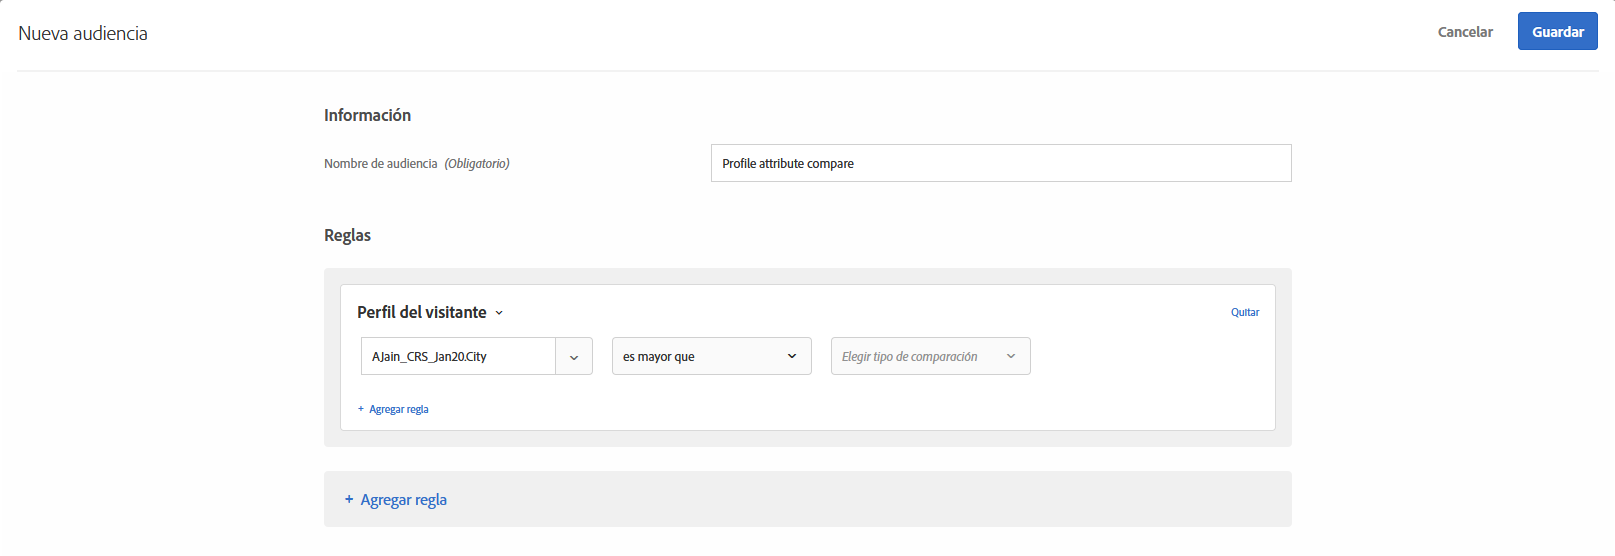 Nueva audiencia
Cancelar
Guardar
Información
Nombre de audiencia (Obligatorio)
Profile attribute compare
Reglas
Perfil del visitante
Quitar
AJain_CRS_Jan20.City
es mayor que
Elegir tipo de comparación
+ Agregar regla
+ Agregar regla